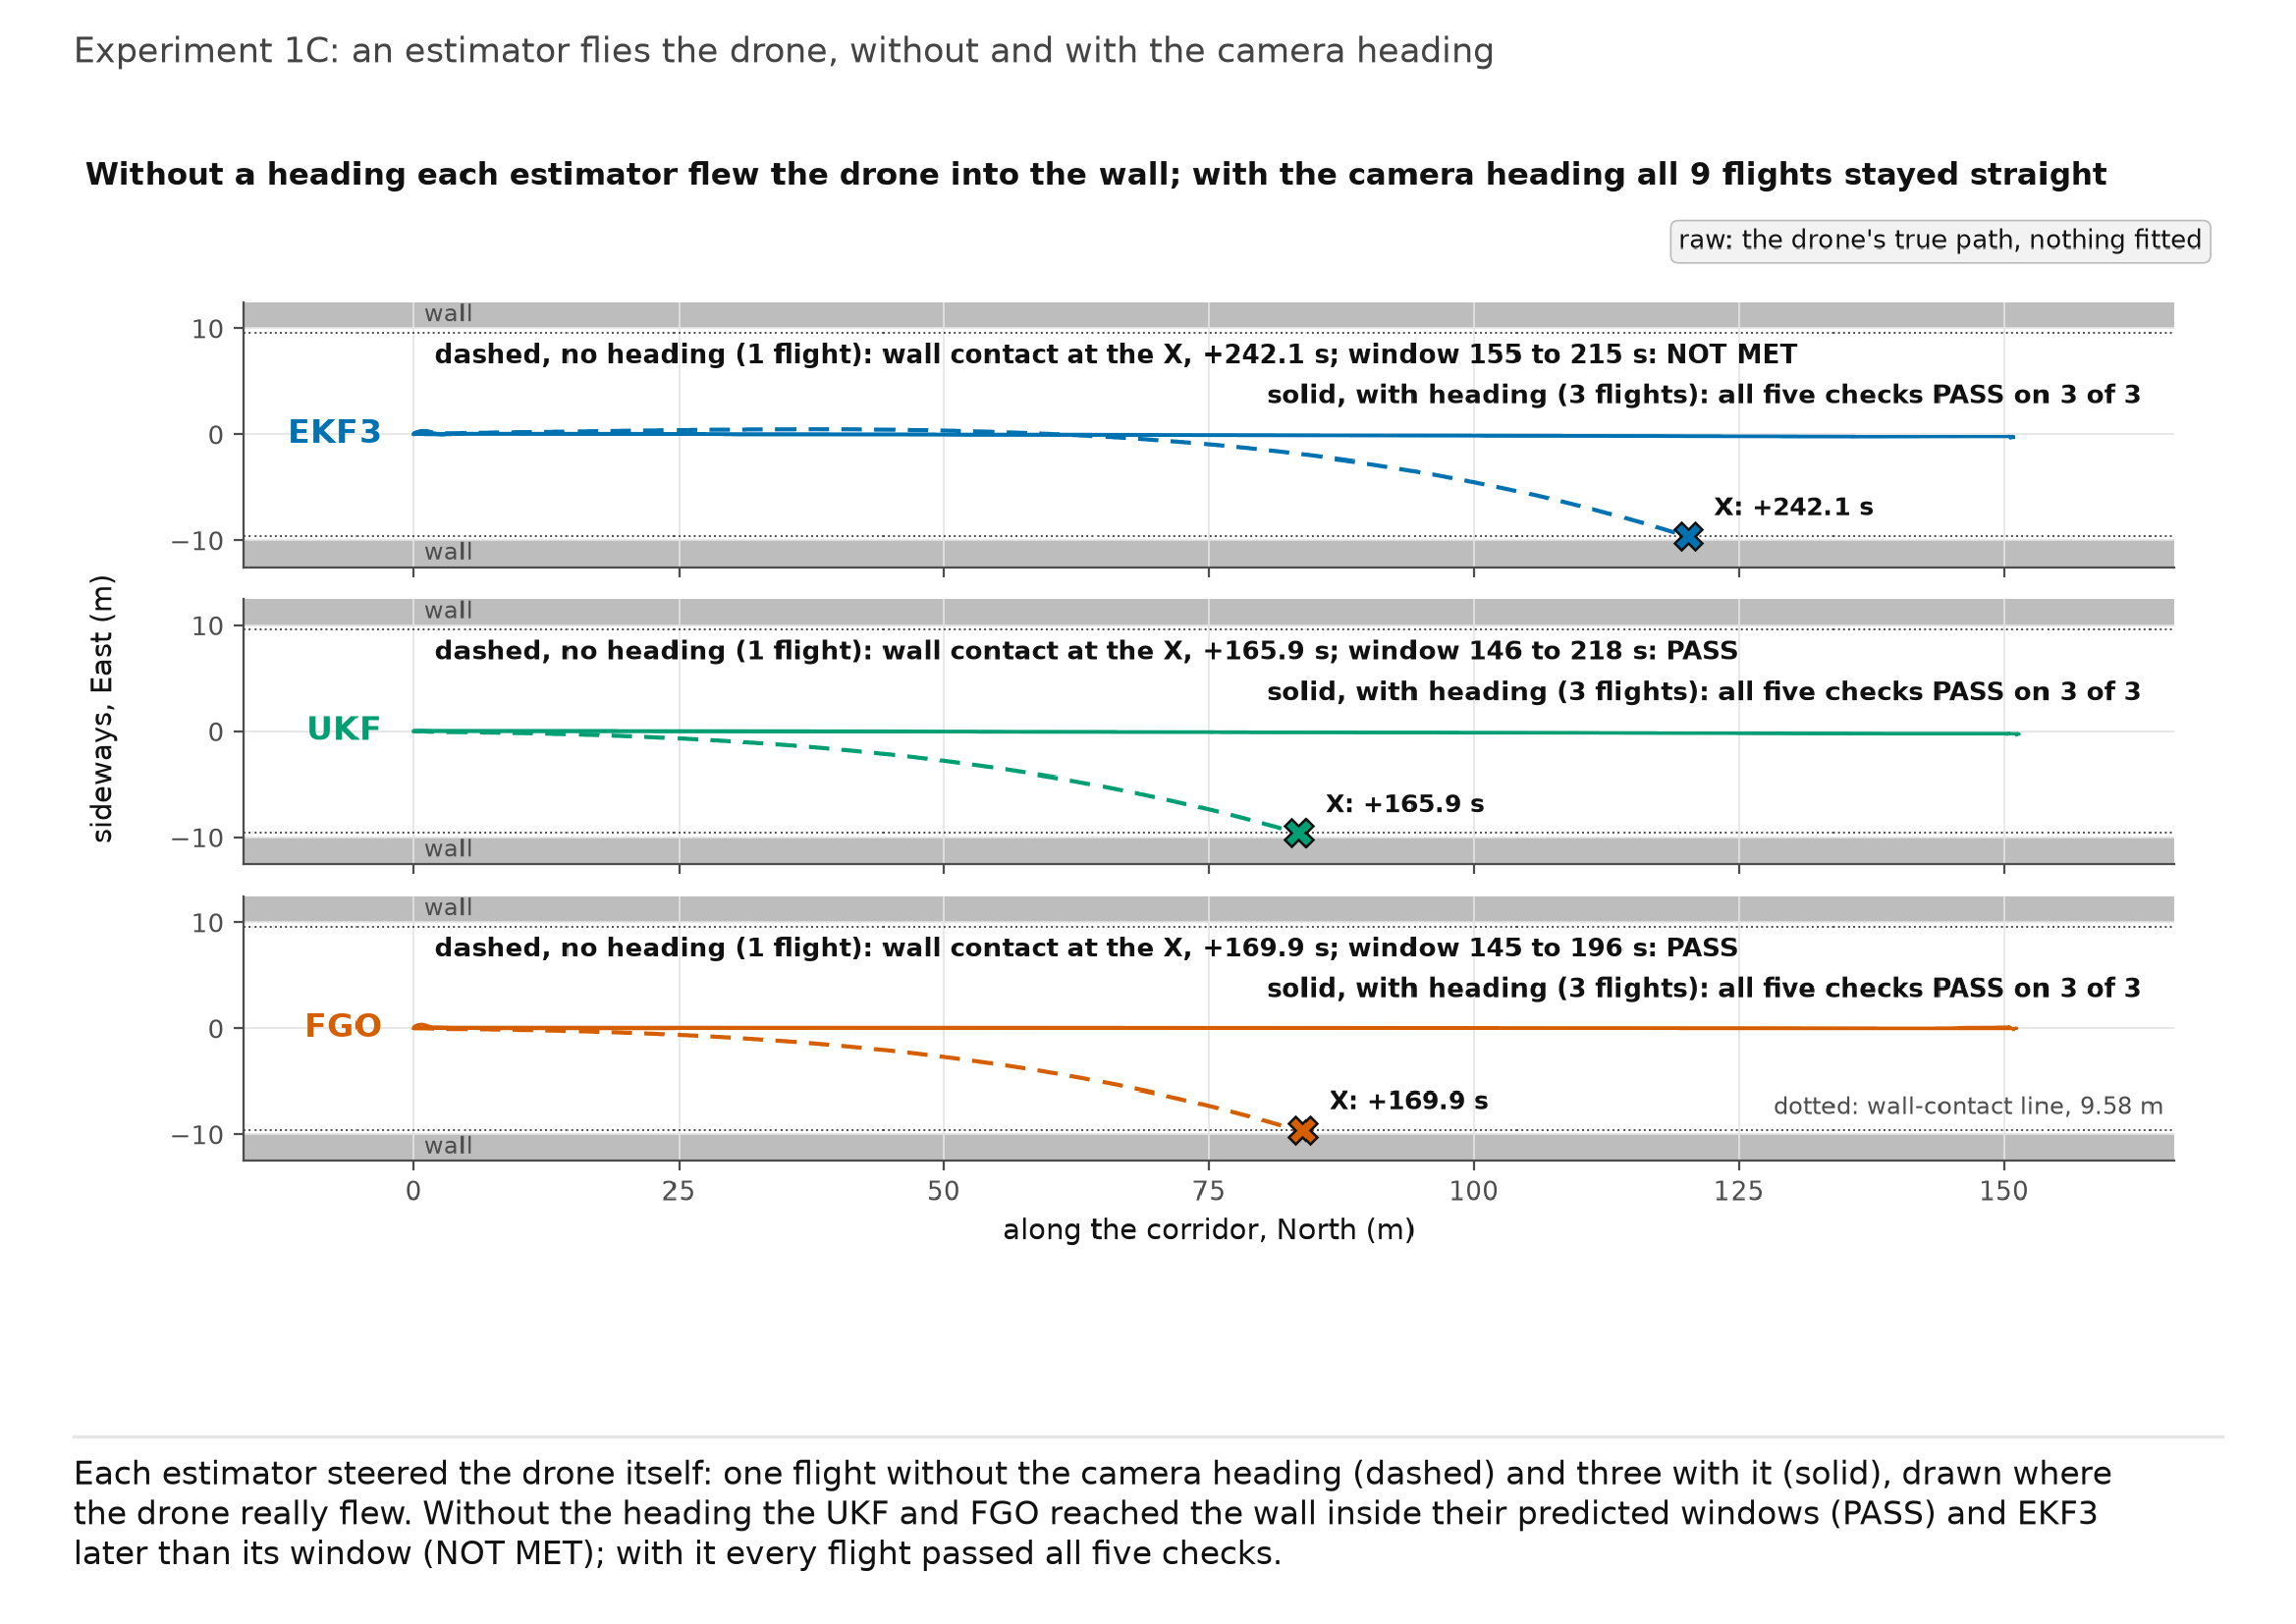 Experiment 1C: an estimator flies the drone, without and with the camera heading
Without a heading each estimator flew the drone into the wall; with the camera heading all 9 flights stayed straight
raw: the drone's true path, nothing fitted
sideways, East (m)
wall
10
dashed, no heading (1 flight): wall contact at the X, +242.1 s; window 155 to 215 s: NOT MET
solid, with heading (3 flights): all five checks PASS on 3 of 3
EKF3
0
X: +242.1 s
−10
wall
wall
10
dashed, no heading (1 flight): wall contact at the X, +165.9 s; window 146 to 218 s: PASS
solid, with heading (3 flights): all five checks PASS on 3 of 3
UKF
0
X: +165.9 s
−10
wall
wall
10
dashed, no heading (1 flight): wall contact at the X, +169.9 s; window 145 to 196 s: PASS
solid, with heading (3 flights): all five checks PASS on 3 of 3
FGO
0
X: +169.9 s
dotted: wall-contact line, 9.58 m
−10
wall
0 25 50 75 100 125 150
along the corridor, North (m)
Each estimator steered the drone itself: one flight without the camera heading (dashed) and three with it (solid), drawn where
the drone really flew. Without the heading the UKF and FGO reached the wall inside their predicted windows (PASS) and EKF3
later than its window (NOT MET); with it every flight passed all five checks.